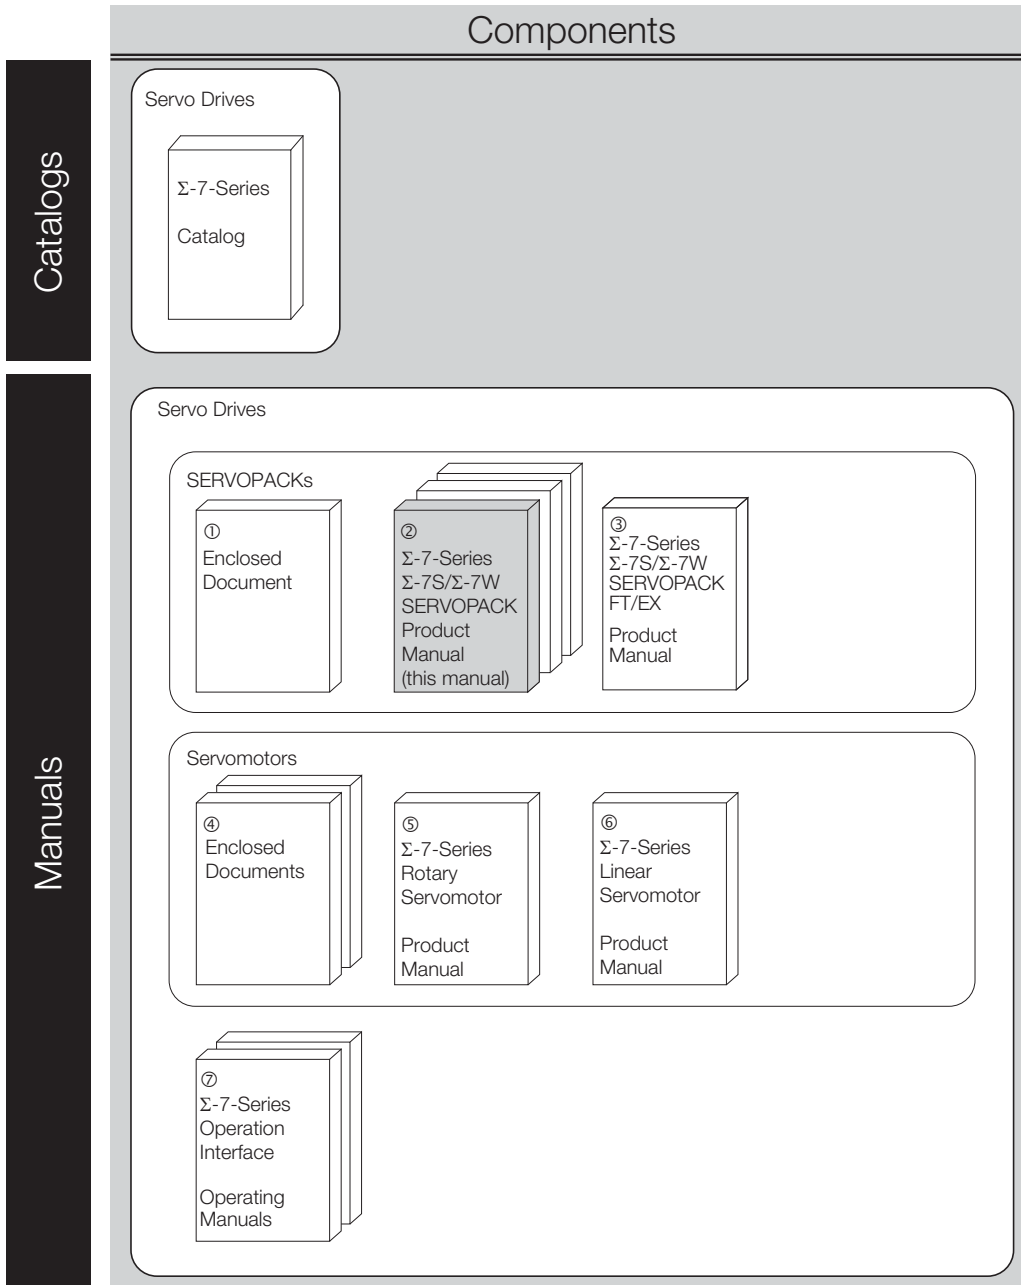 Components
Catalogs
Servo Drives
Σ-7-Series
Catalog
Manuals
Servo Drives
SERVOPACKs
①
Enclosed
Document
②
Σ-7-Series
Σ-7S/Σ-7W
SERVOPACK
Product
Manual
(this manual)
③
Σ-7-Series
Σ-7S/Σ-7W
SERVOPACK
FT/EX
Product
Manual
Servomotors
④
Enclosed
Documents
⑤
Σ-7-Series
Rotary
Servomotor
Product
Manual
⑥
Σ-7-Series
Linear
Servomotor
Product
Manual
⑦
Σ-7-Series
Operation
Interface
Operating
Manuals